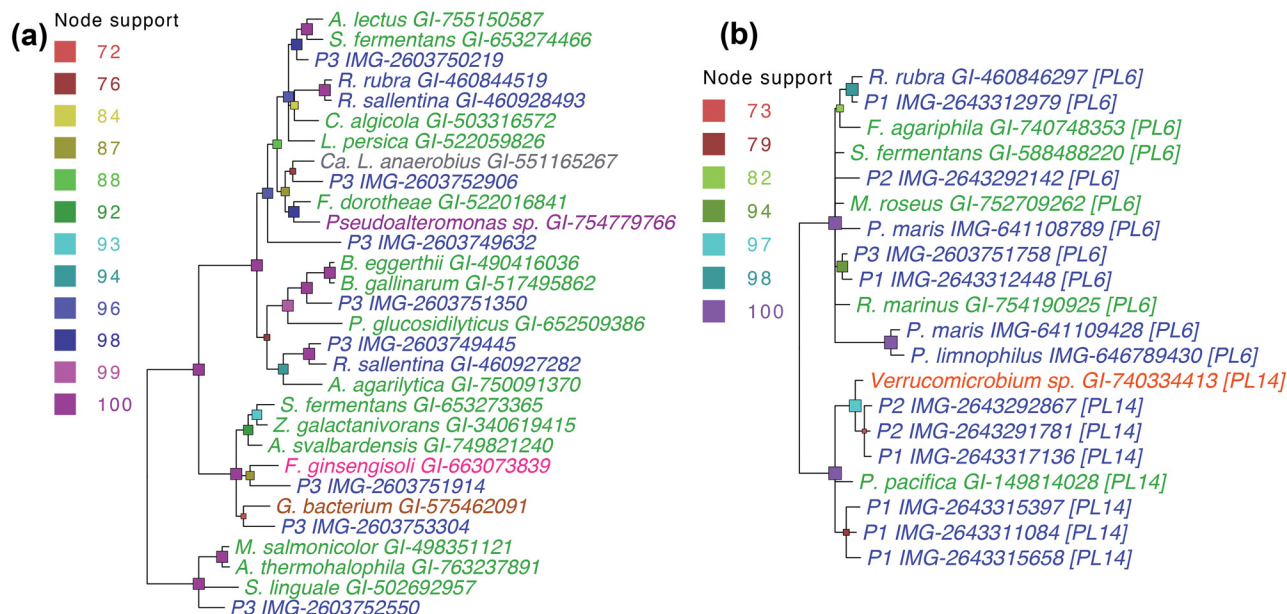 (a)
Node support
72
76
84
87
88
92
93
94
96
98
99
100
A. lectus GI-755150587
S. fermentans GI-653274466
P3 IMG-2603750219
R. rubra GI-460844519
R. sallentina GI-460928493
C. algicola GI-503316572
L. persica GI-522059826
Ca. L. anaerobius GI-551165267
P3 IMG-2603752906
F. dorotheae GI-522016841
Pseudoalteromonas sp. GI-754779766
P3 IMG-2603749632
B. eggerthii GI-490416036
B. gallinarum GI-517495862
P3 IMG-2603751350
P. glucosidilyticus GI-652509386
P3 IMG-2603749445
R. sallentina GI-460927282
A. agarilytica GI-750091370
S. fermentans GI-653273365
Z. galactanivorans GI-340619415
A. svalbardensis GI-749821240
F. ginsengisoli GI-663073839
P3 IMG-2603751914
G. bacterium GI-575462091
P3 IMG-2603753304
M. salmonicolor GI-498351121
A. thermohalophila GI-763237891
S. linguale GI-502692957
P3 IMG-2603752550
(b)
Node support
73
79
82
94
97
98
100
R. rubra GI-460846297 [PL6]
P1 IMG-2643312979 [PL6]
F. agariphila GI-740748353 [PL6]
S. fermentans GI-588488220 [PL6]
P2 IMG-2643292142 [PL6]
M. roseus GI-752709262 [PL6]
P. maris IMG-641108789 [PL6]
P3 IMG-2603751758 [PL6]
P1 IMG-2643312448 [PL6]
R. marinus GI-754190925 [PL6]
P. maris IMG-641109428 [PL6]
P. limnophilus IMG-646789430 [PL6]
Verrucomicrobium sp. GI-740334413 [PL14]
P2 IMG-2643292867 [PL14]
P2 IMG-2643291781 [PL14]
P1 IMG-2643317136 [PL14]
P. pacifica GI-149814028 [PL14]
P1 IMG-2643315397 [PL14]
P1 IMG-2643311084 [PL14]
P1 IMG-2643315658 [PL14]